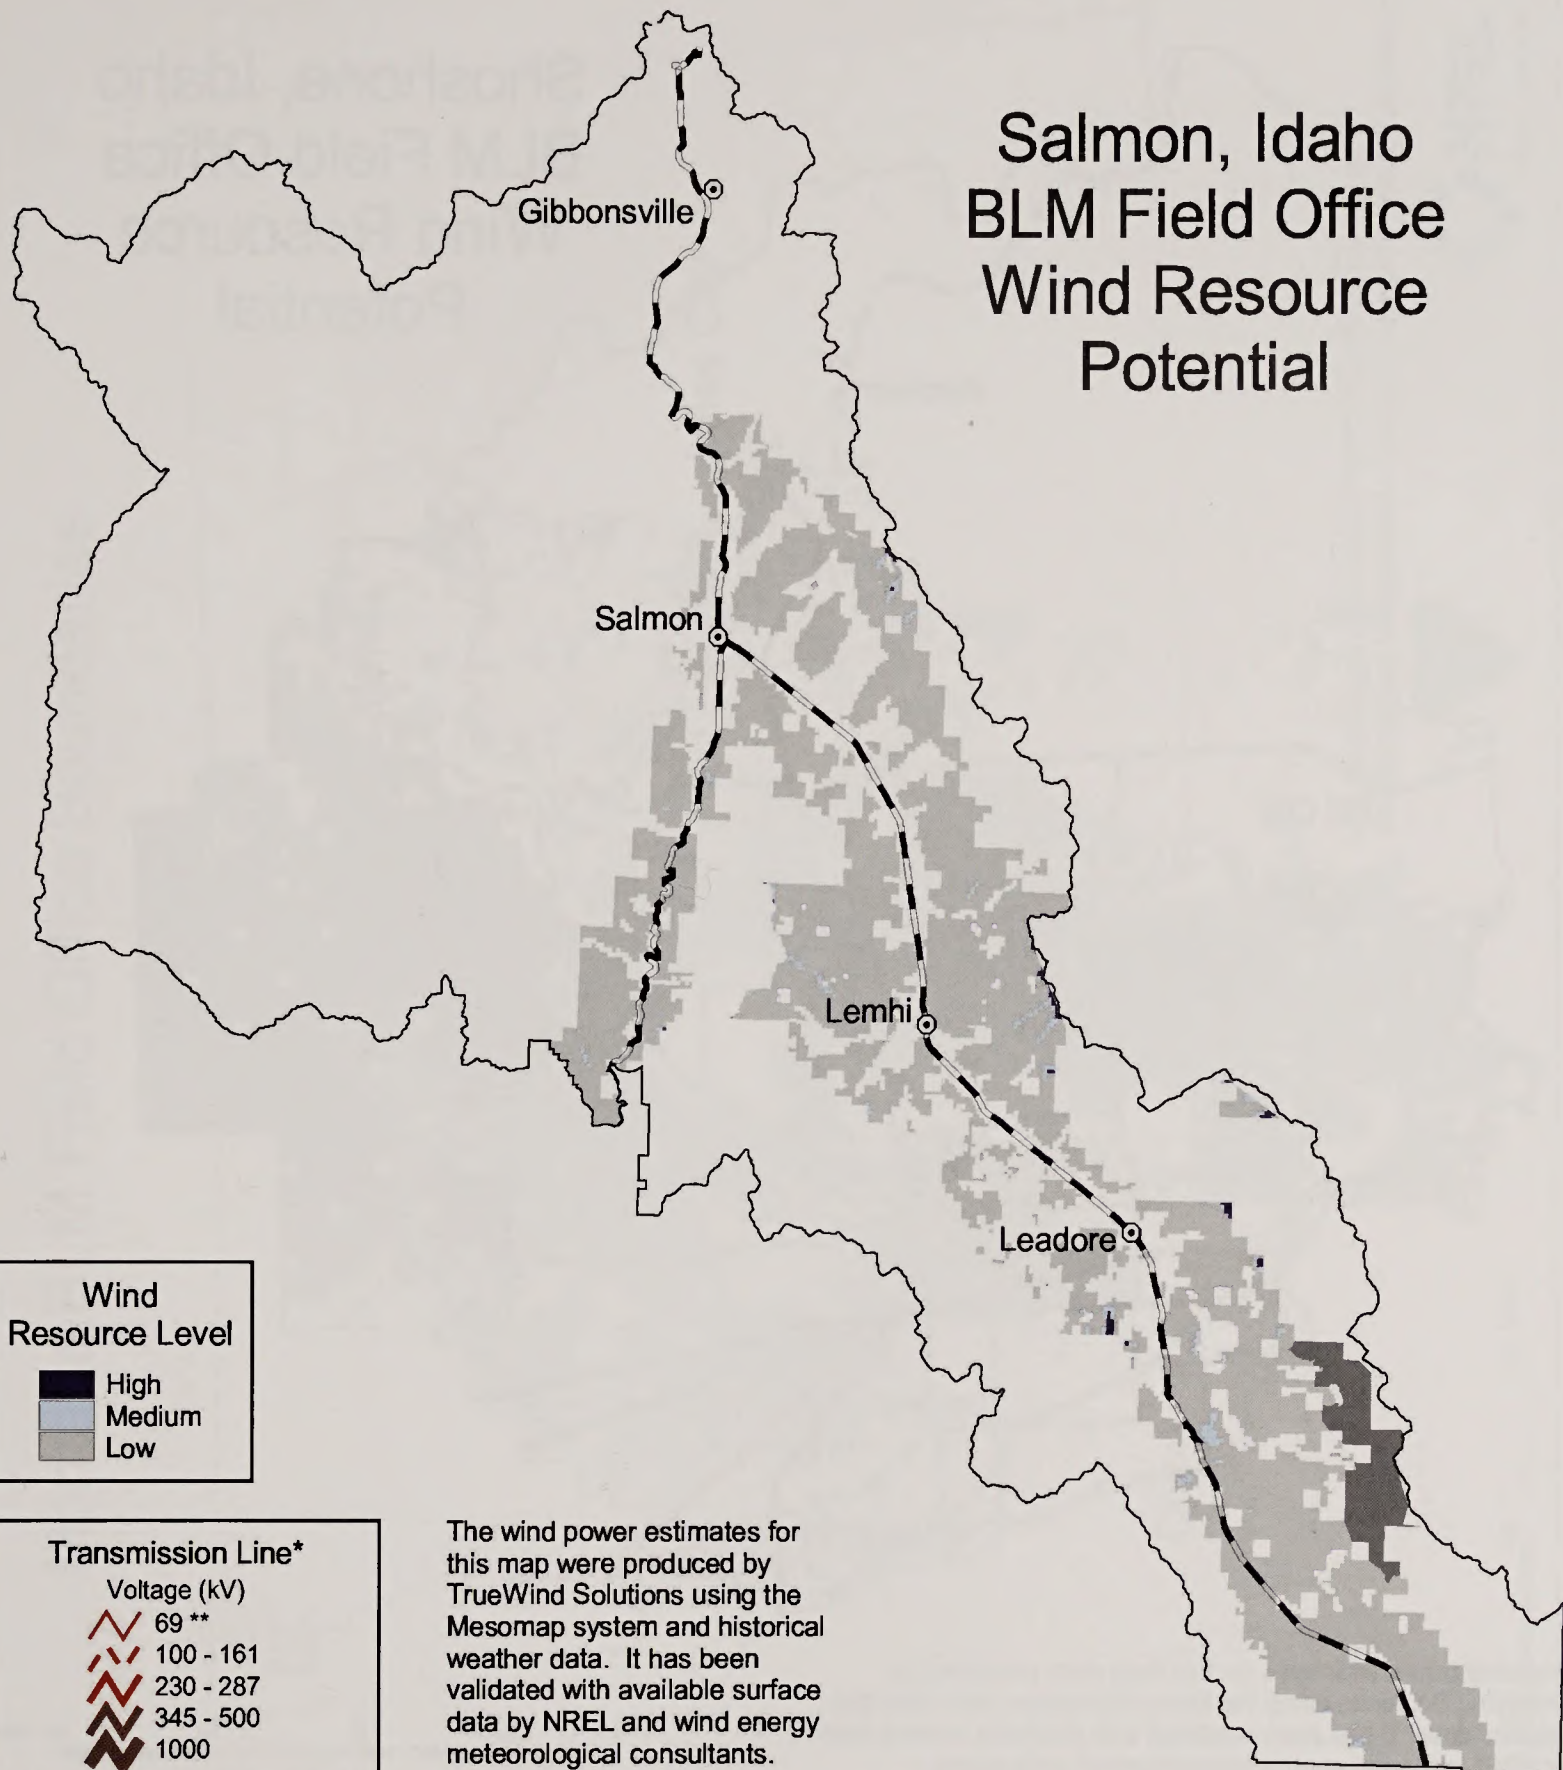 Salmon, Idaho
BLM Field Office
Wind Resource
Potential
Gibbonsville
Salmon
Lemhi
Leadore
Wind
Resource Level
High
Medium
Low
Transmission Line*
Voltage (kV)
69 **
100 - 161
230 - 287
345 - 500
1000
The wind power estimates for
this map were produced by
TrueWind Solutions using the
Mesomap system and historical
weather data. It has been
validated with available surface
data by NREL and wind energy
meteorological consultants.